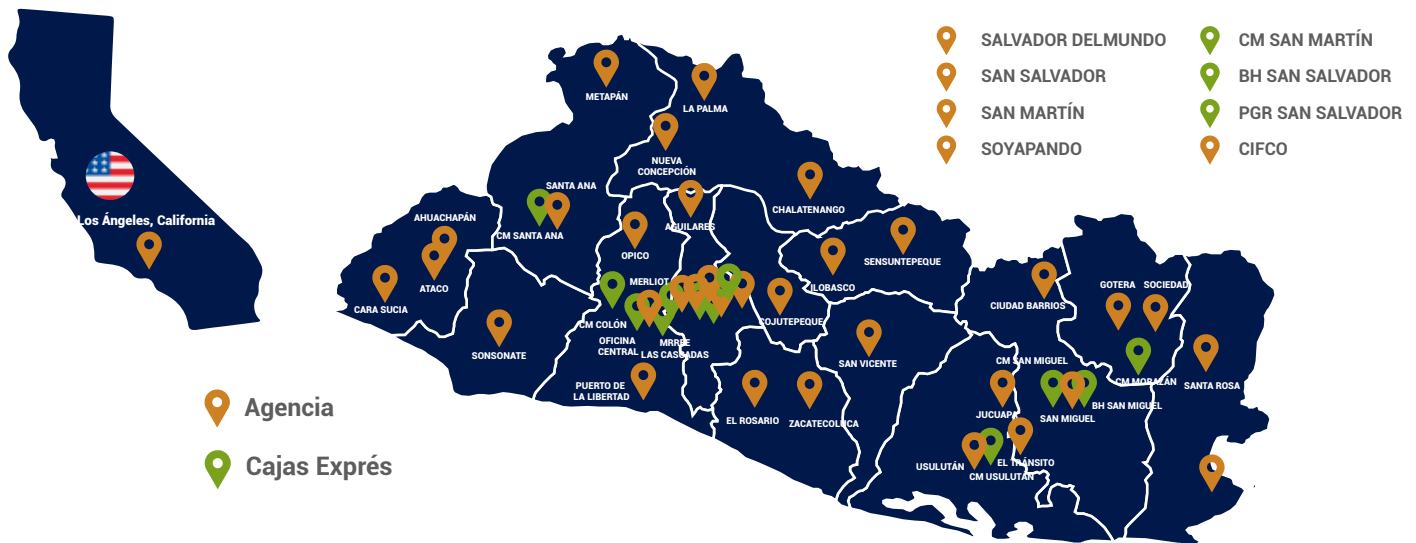 SALVADOR DELMUNDO
CM SAN MARTÍN
SAN SALVADOR
BH SAN SALVADOR
SAN MARTÍN
PGR SAN SALVADOR
SOYAPANDO
CIFCO
METAPÁN
LA PALMA
NUEVA
CONCEPCIÓN
SANTA ANA
CM SANTA ANA
CHALATENANGO
Los Ángeles, California
AHUACHAPÁN
AGUILARES
OPICO
SENSUNTEPEQUE
ATACO
ILOBASCO
MERLIOT
CARA SUCIA
CIUDAD BARRIOS
GOTERA
SOCIEDAD
CM COLÓN
COJUTEPEQUE
OFICINA
CENTRAL
MRREE
LAS CASCADAS
SONSONATE
SAN VICENTE
CM SAN MIGUEL
CM MORAZÁN
SANTA ROSA
PUERTO DE
LA LIBERTAD
EL ROSARIO
ZACATECOLUCA
JUCUAPA
SAN MIGUEL
BH SAN MIGUEL
USULUTÁN
EL TRÁNSITO
CM USULUTÁN
Agencia
Cajas Exprés